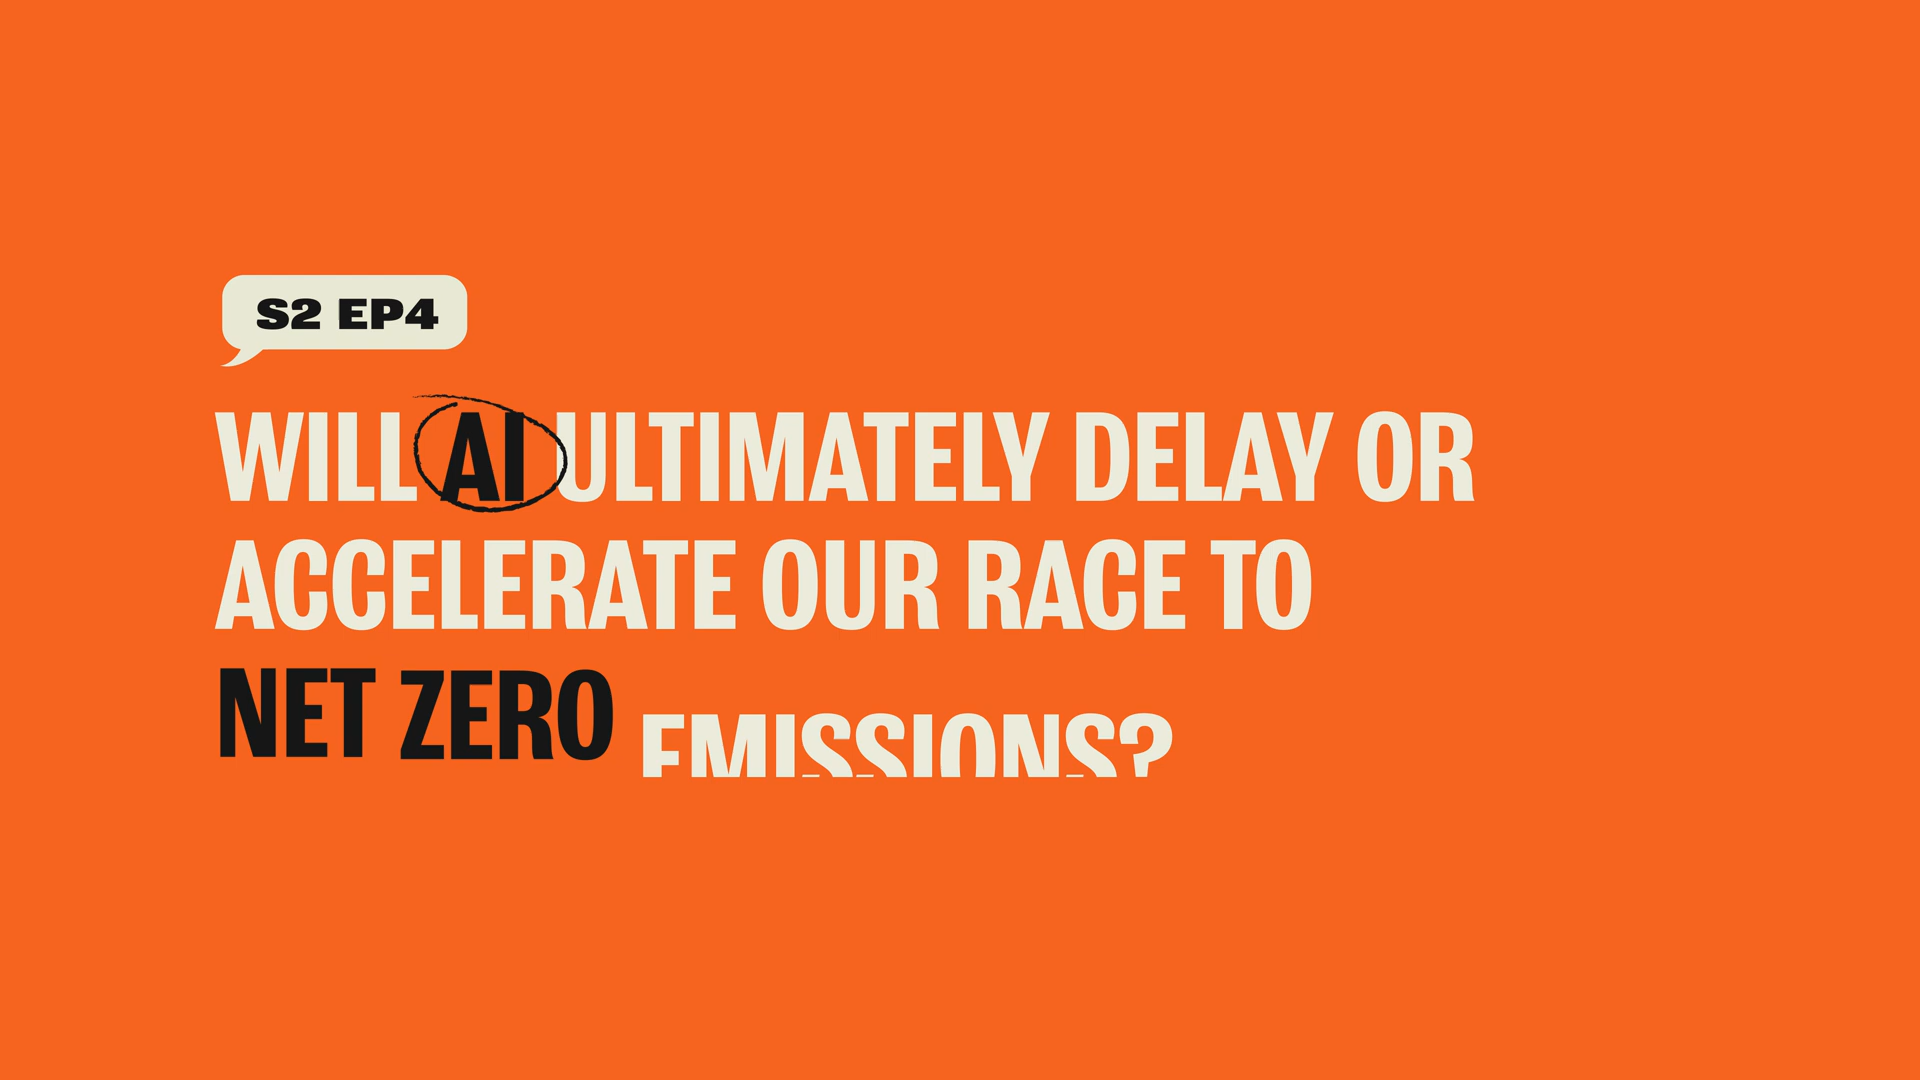 S2 EP4
WILL AI ULTIMATELY DELAY OR
ACCELERATE OUR RACE TO
NET ZERO EMISSIONS?